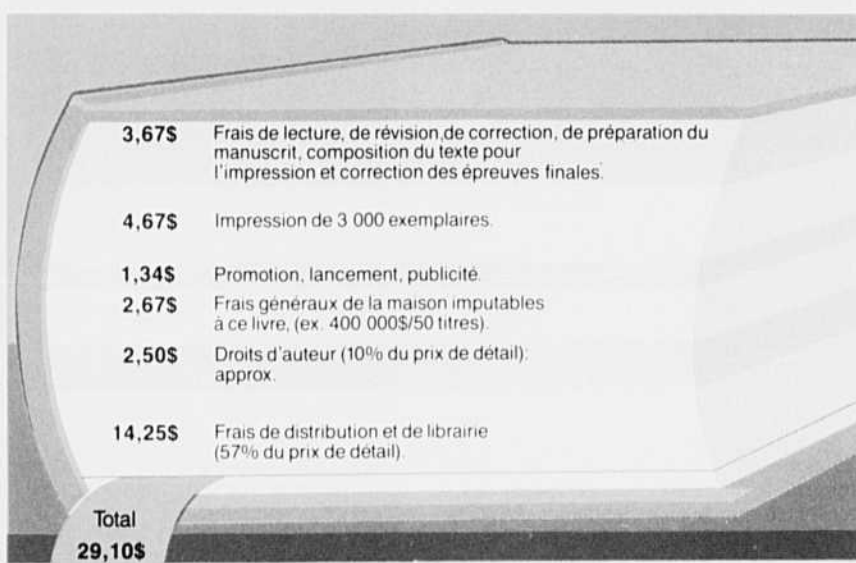 3,67$ Frais de lecture, de révision,de correction, de préparation du
manuscrit, composition du texte pour
l'impression et correction des épreuves finales.
4,67$ Impression de 3 000 exemplaires.
1,34$ Promotion, lancement, publicité.
2,67$ Frais généraux de la maison imputables
à ce livre, (ex. 400 000$/50 titres).
2,50$ Droits d'auteur (10% du prix de détail):
approx.
14,25$ Frais de distribution et de librairie
(57% du prix de détail).
Total
29,10$